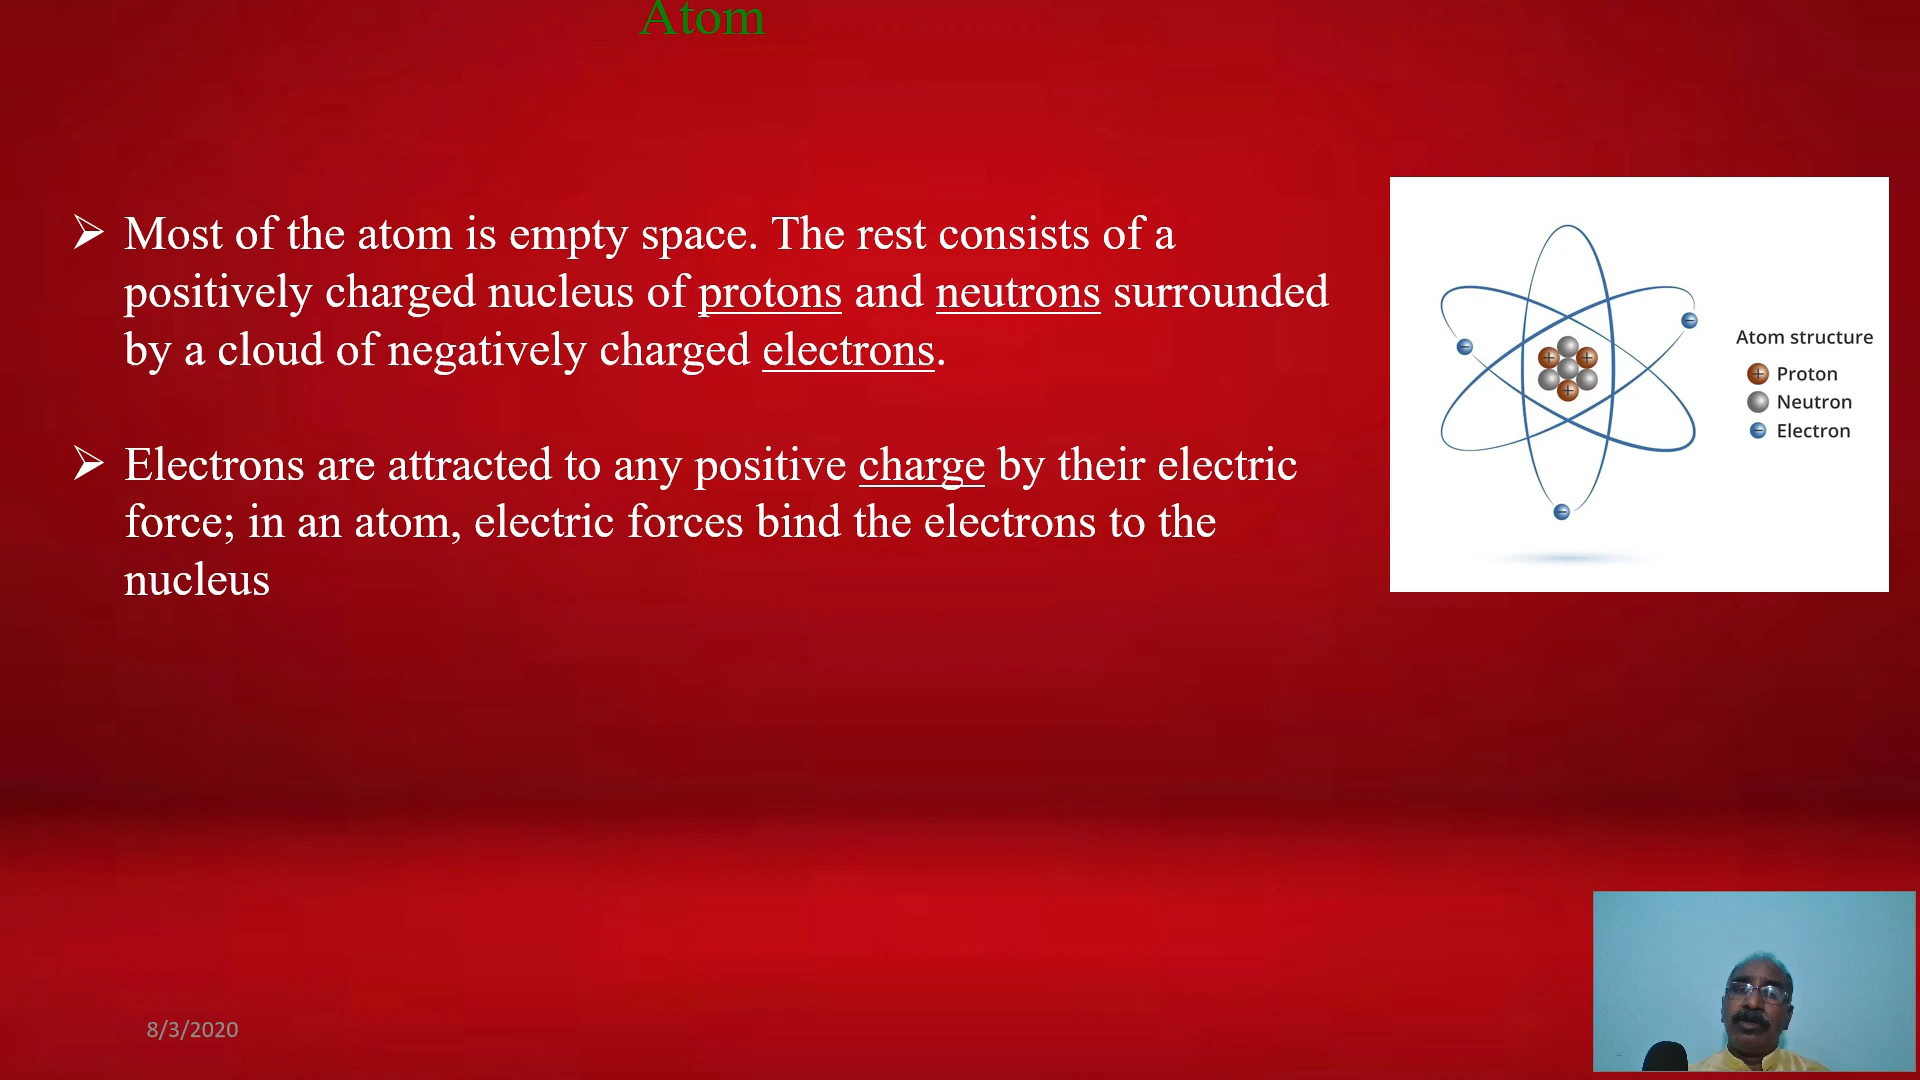 Atom
➢ Most of the atom is empty space. The rest consists of a
positively charged nucleus of protons and neutrons surrounded
by a cloud of negatively charged electrons.
➢ Electrons are attracted to any positive charge by their electric
force; in an atom, electric forces bind the electrons to the
nucleus
Atom structure
Proton
Neutron
Electron
8/3/2020